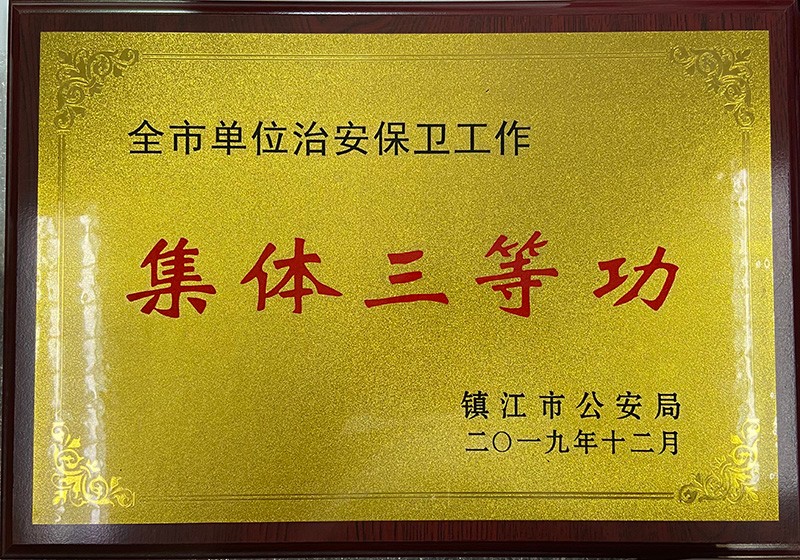 全市单位治安保卫工作
集体三等功
镇江市公安局
二〇一九年十二月